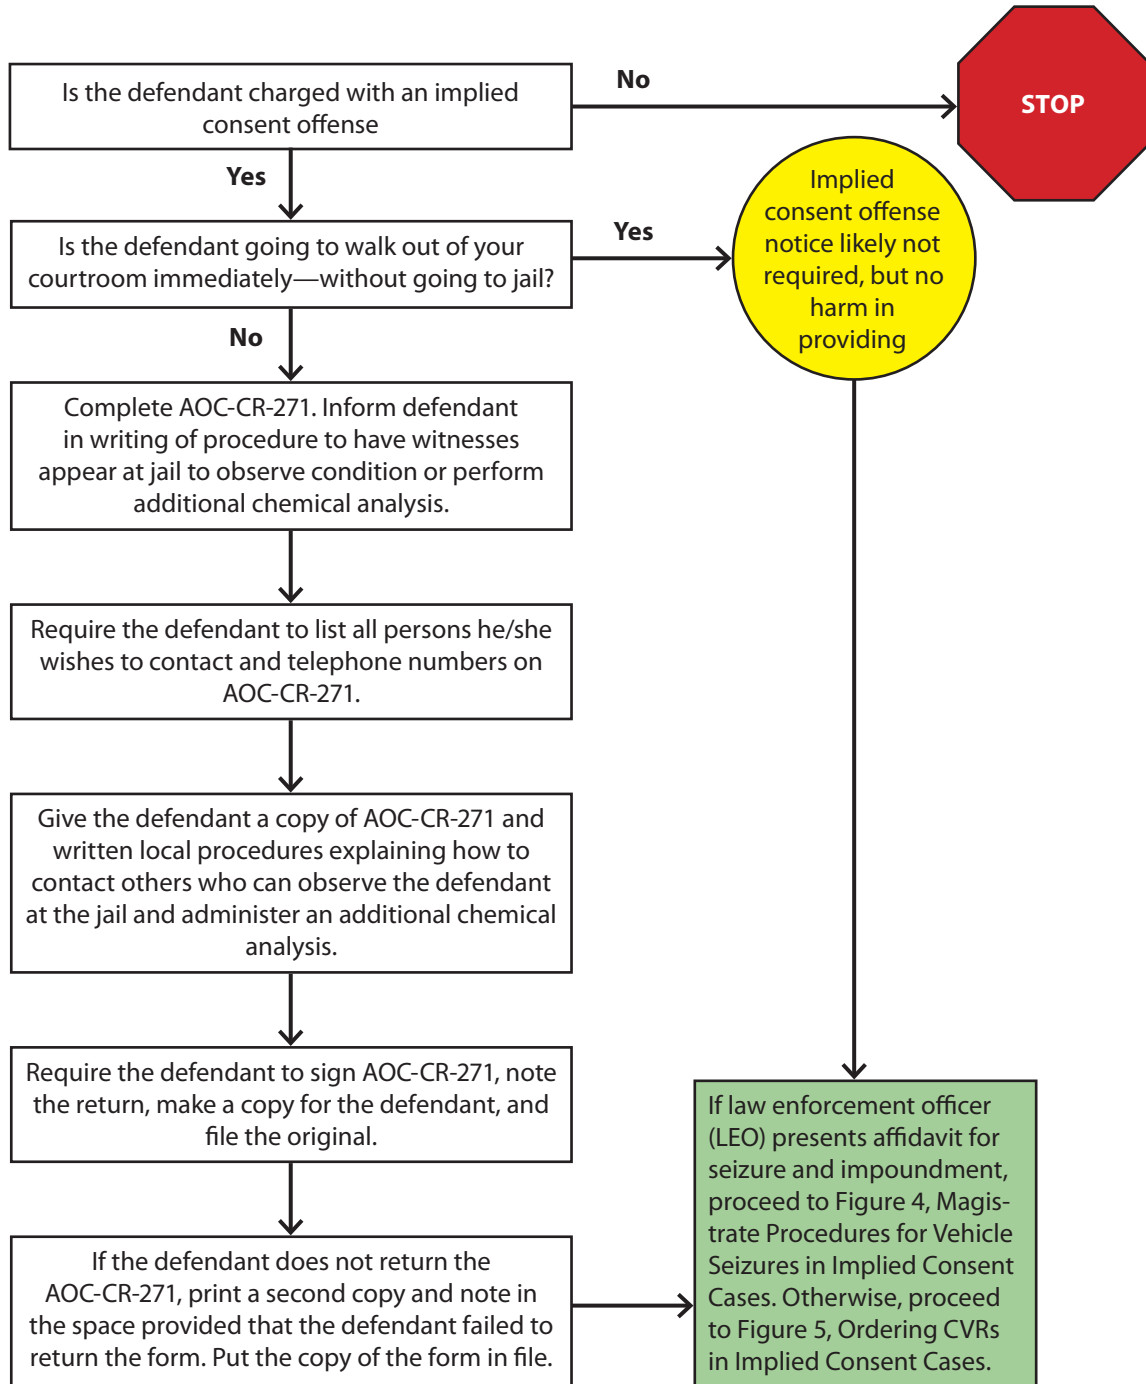 Is the defendant charged with an implied
consent offense
No
STOP
Yes
Is the defendant going to walk out of your
courtroom immediately—without going to jail?
Yes
Implied
consent offense
notice likely not
required, but no
harm in
providing
No
Complete AOC-CR-271. Inform defendant
in writing of procedure to have witnesses
appear at jail to observe condition or perform
additional chemical analysis.
Require the defendant to list all persons he/she
wishes to contact and telephone numbers on
AOC-CR-271.
Give the defendant a copy of AOC-CR-271 and
written local procedures explaining how to
contact others who can observe the defendant
at the jail and administer an additional chemical
analysis.
Require the defendant to sign AOC-CR-271, note
the return, make a copy for the defendant, and
file the original.
If the defendant does not return the
AOC-CR-271, print a second copy and note in
the space provided that the defendant failed to
return the form. Put the copy of the form in file.
If law enforcement officer
(LEO) presents affidavit for
seizure and impoundment,
proceed to Figure 4, Magis-
trate Procedures for Vehicle
Seizures in Implied Consent
Cases. Otherwise, proceed
to Figure 5, Ordering CVRs
in Implied Consent Cases.